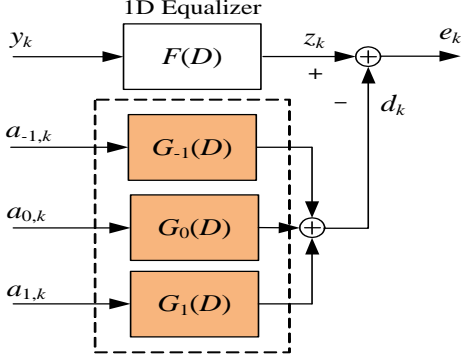 1D Equalizer
y_k F(D) z_k e_k
+
− d_k
a_{-1,k} G_{-1}(D)
a_{0,k} G_0(D)
a_{1,k} G_1(D)